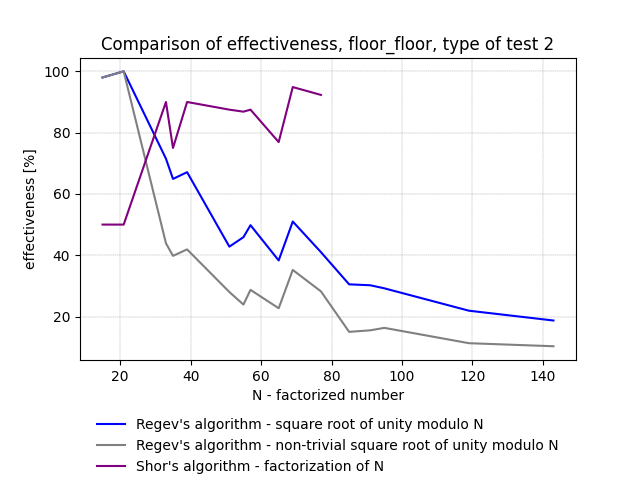 Comparison of effectiveness, floor_floor, type of test 2
effectiveness [%]
100
80
60
40
20
20 40 60 80 100 120 140
N - factorized number
Regev's algorithm - square root of unity modulo N
Regev's algorithm - non-trivial square root of unity modulo N
Shor's algorithm - factorization of N